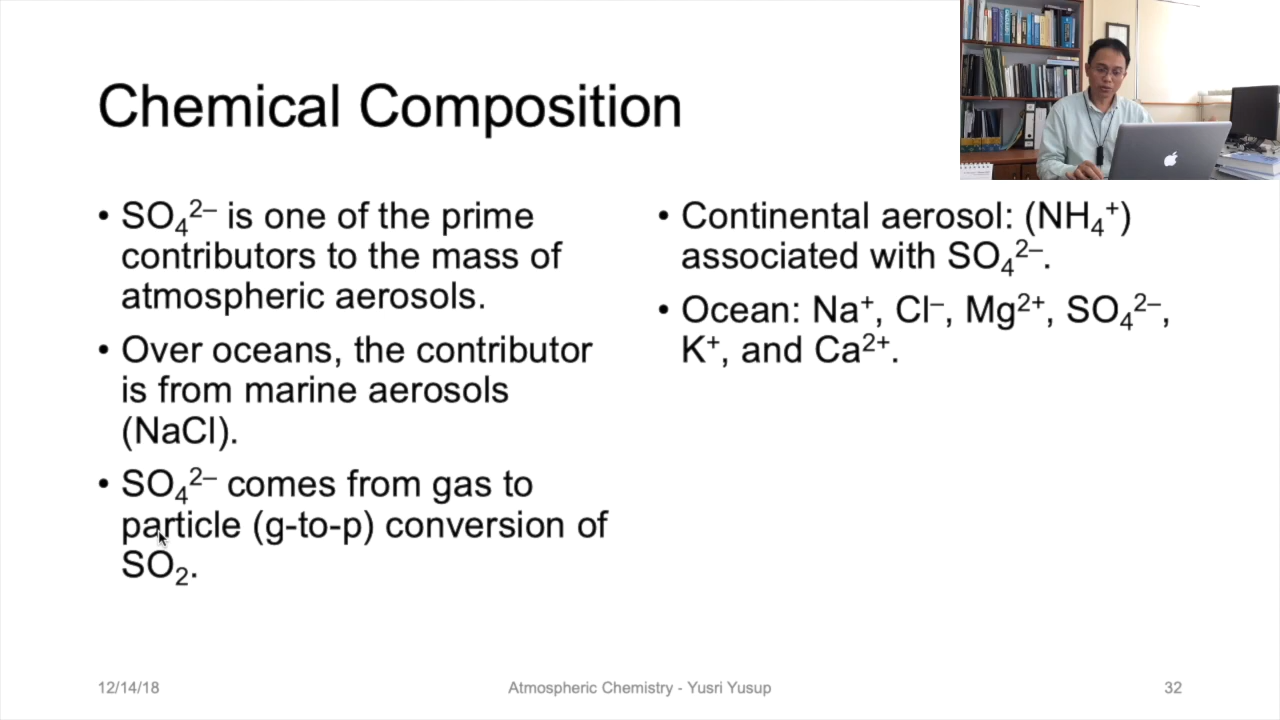 Chemical Composition
• SO₄²⁻ is one of the prime
contributors to the mass of
atmospheric aerosols.
• Over oceans, the contributor
is from marine aerosols
(NaCl).
• SO₄²⁻ comes from gas to
particle (g-to-p) conversion of
SO₂.
• Continental aerosol: (NH₄⁺)
associated with SO₄²⁻.
• Ocean: Na⁺, Cl⁻, Mg²⁺, SO₄²⁻,
K⁺, and Ca²⁺.
12/14/18
Atmospheric Chemistry - Yusri Yusup
32